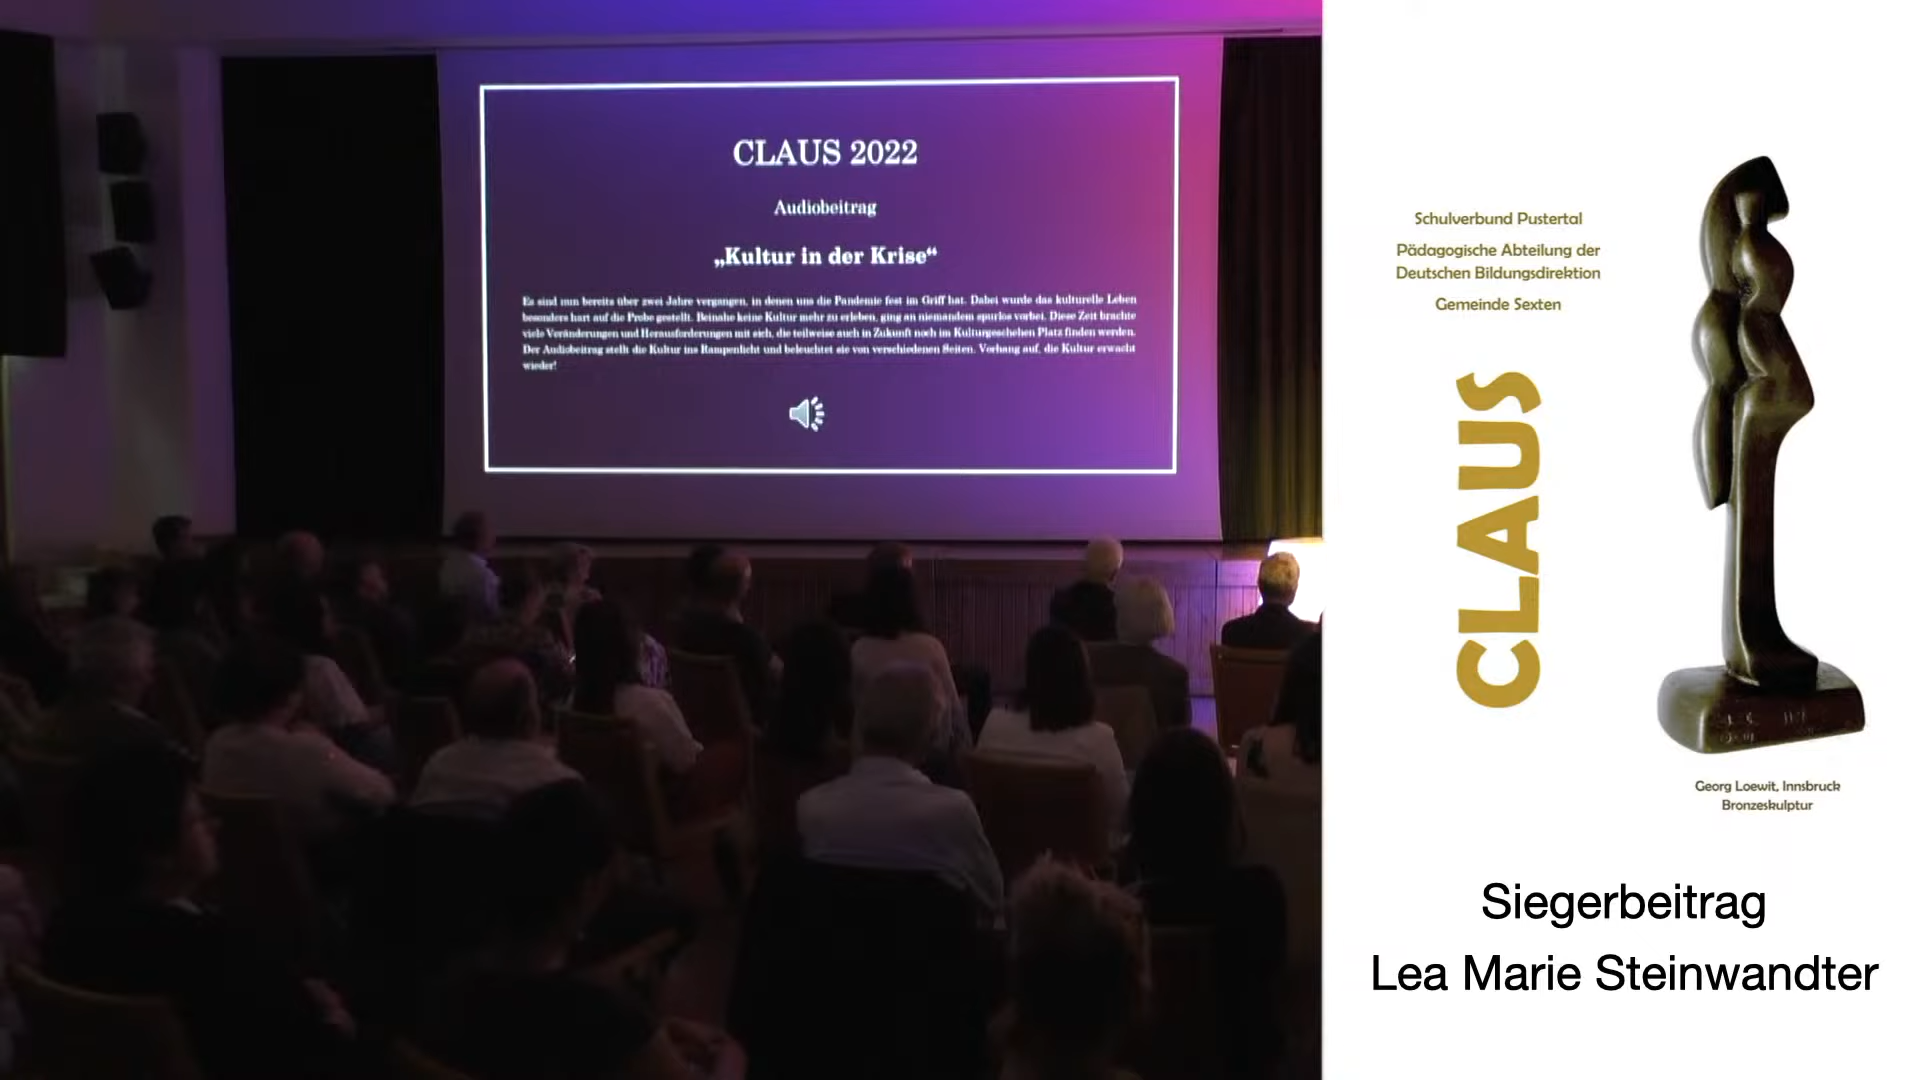 CLAUS 2022
Audiobeitrag
„Kultur in der Krise“
Es sind nun bereits über zwei Jahre vergangen, in denen uns die Pandemie fest im Griff hat. Dabei wurde das kulturelle Leben
besonders hart auf die Probe gestellt. Beinahe keine Kultur mehr zu erleben, ging an niemandem spurlos vorbei. Diese Zeit brachte
viele Veränderungen und Herausforderungen mit sich, die teilweise auch in Zukunft noch im Kulturgeschehen Platz finden werden.
Der Audiobeitrag stellt die Kultur ins Rampenlicht und beleuchtet sie von verschiedenen Seiten. Vorhang auf, die Kultur erwacht
wieder!
Schulverbund Pustertal
Pädagogische Abteilung der
Deutschen Bildungsdirektion
Gemeinde Sexten
CLAUS
Georg Loewit, Innsbruck
Bronzeskulptur
Siegerbeitrag
Lea Marie Steinwandter